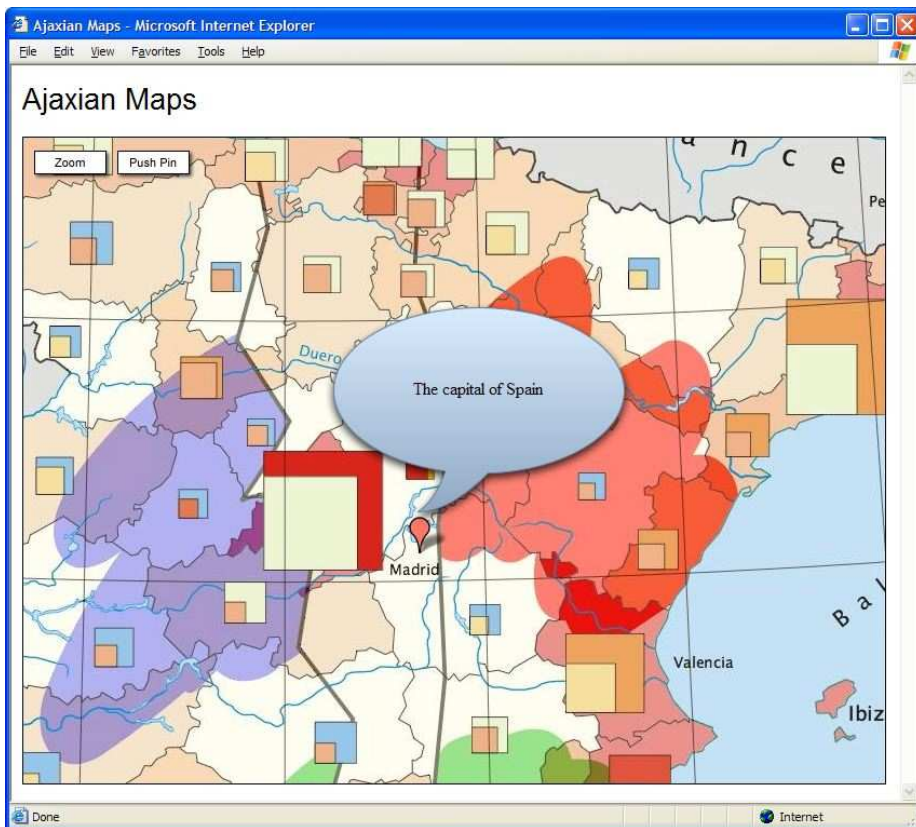 Ajaxian Maps - Microsoft Internet Explorer
File Edit View Favorites Tools Help
Ajaxian Maps
Zoom Push Pin
a n c e
Pe
Duero
The capital of Spain
Madrid
B a l
Valencia
Ibiz
Done Internet